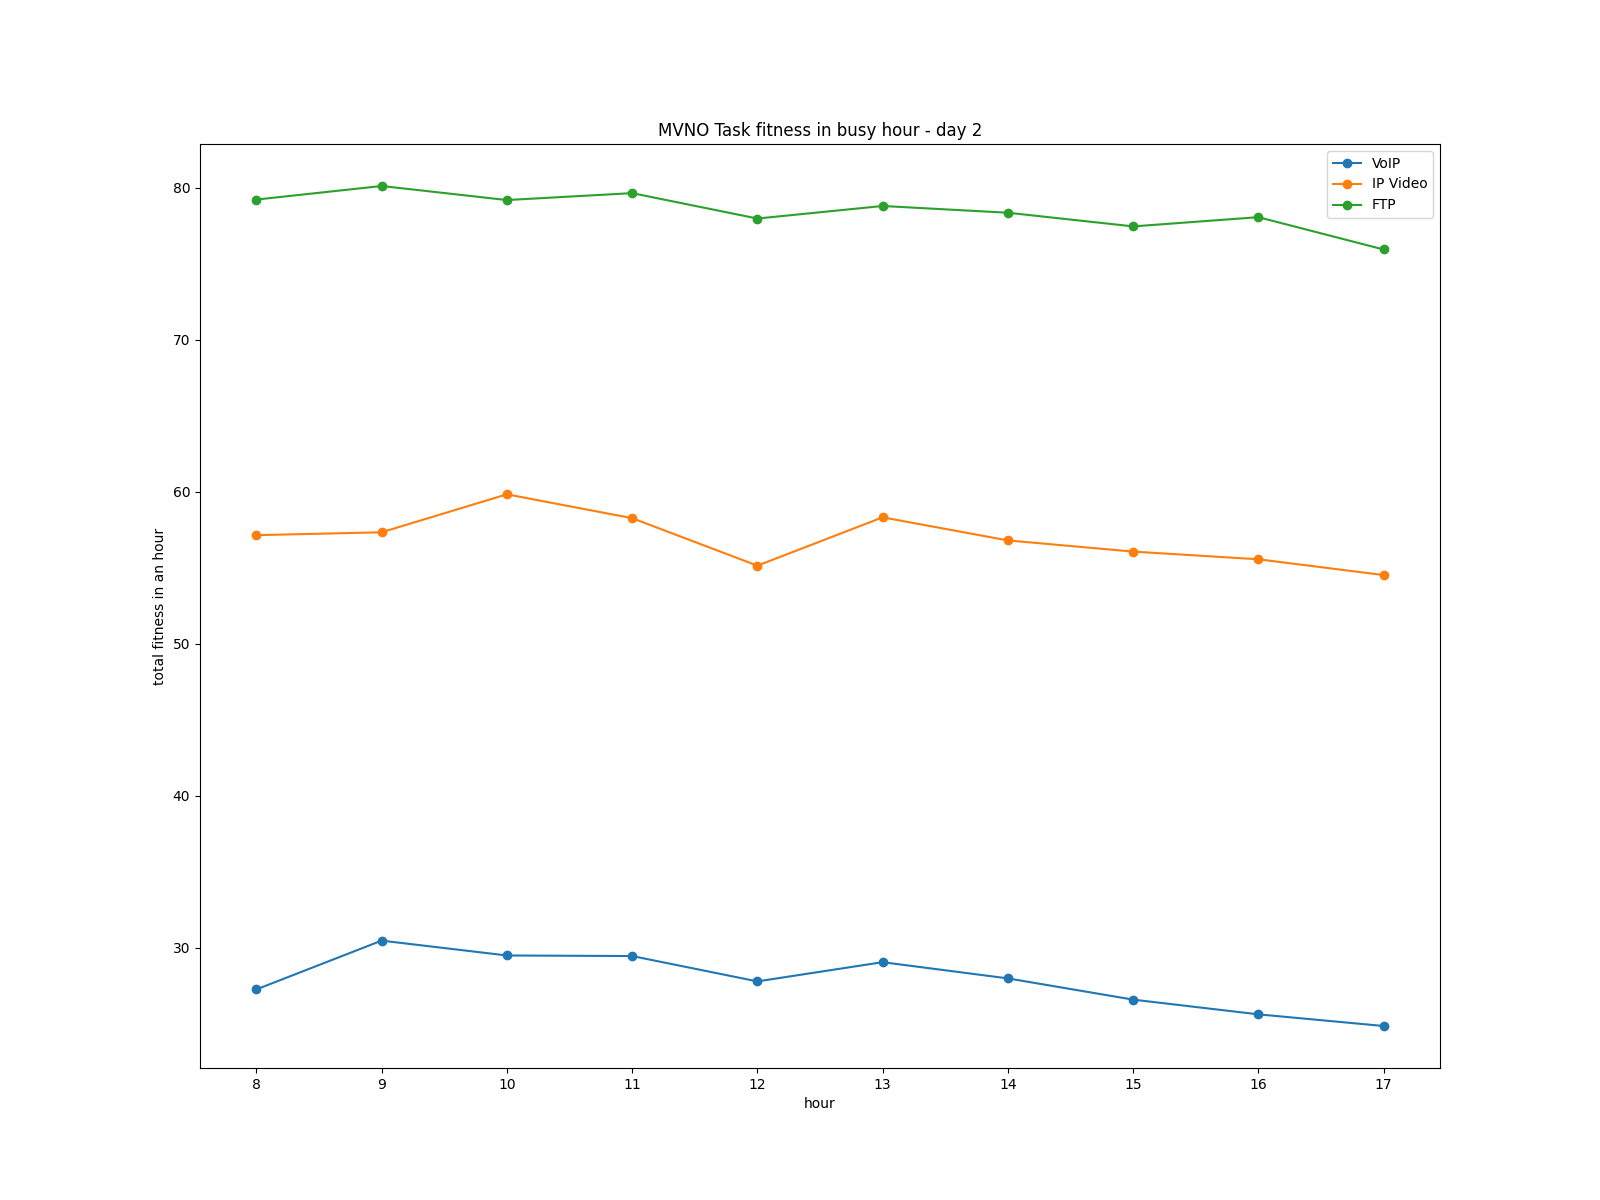 MVNO Task fitness in busy hour - day 2
VoIP
IP Video
FTP
80
70
60
50
40
30
total fitness in an hour
8 9 10 11 12 13 14 15 16 17
hour